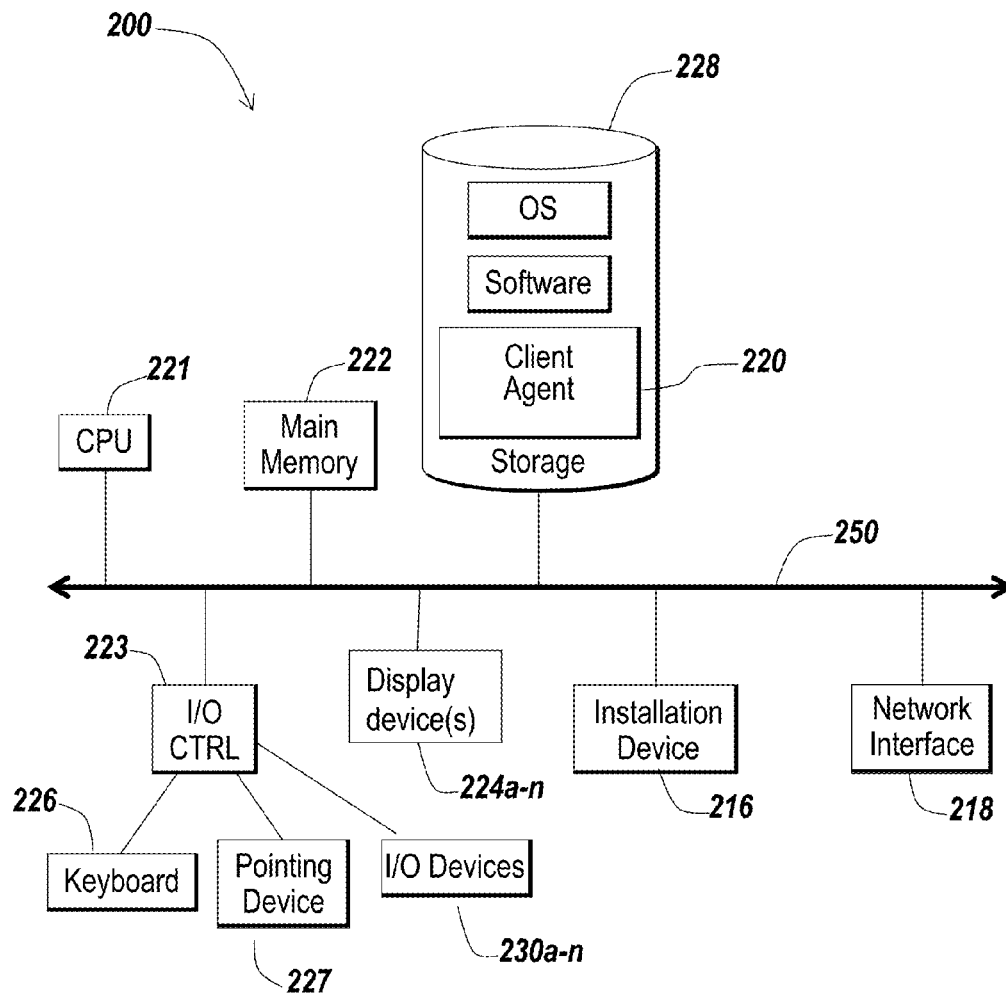 200
228
OS
Software
Client
Agent
220
Storage
221
CPU
222
Main
Memory
250
223
I/O
CTRL
Display
device(s)
224a-n
Installation
Device
216
Network
Interface
218
226
Keyboard
Pointing
Device
227
I/O Devices
230a-n